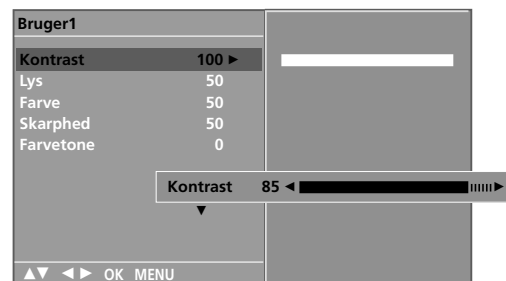 Bruger1
Kontrast 100 ►
Lys 50
Farve 50
Skarphed 50
Farvetone 0
Kontrast 85 ◄ ►
▼
▲▼ ◄► OK MENU